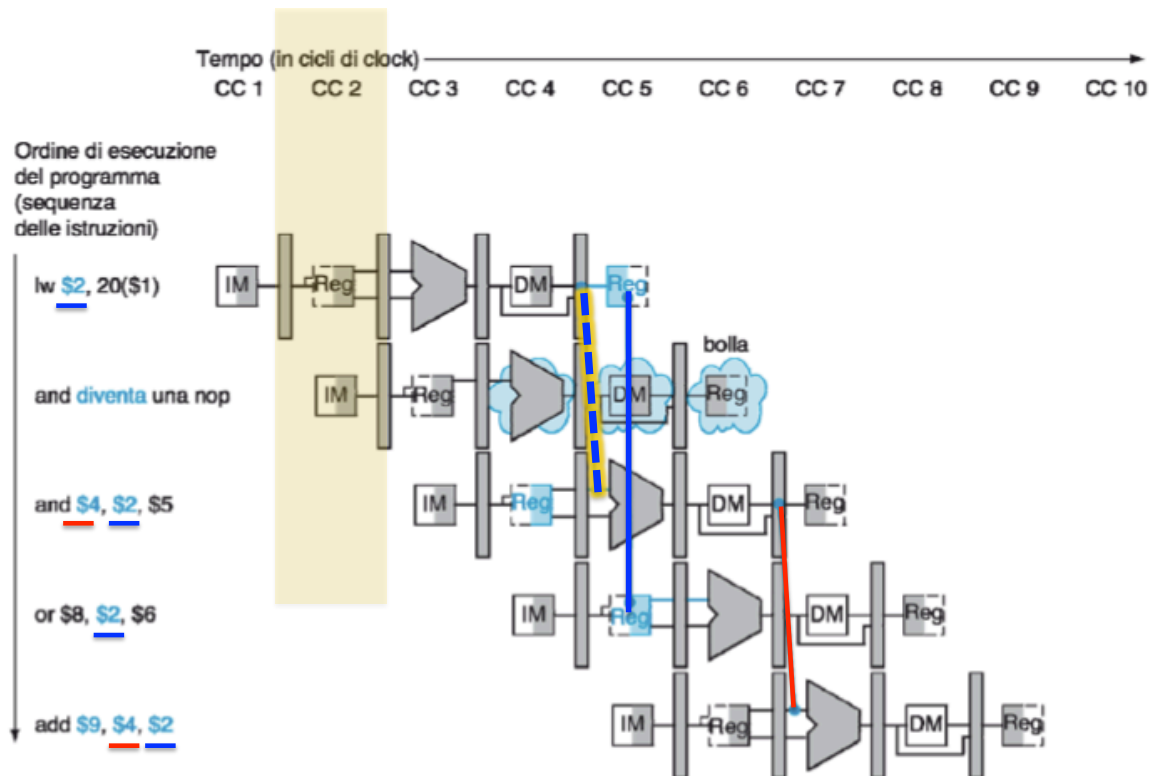 Tempo (in cicli di clock)
CC 1 CC 2 CC 3 CC 4 CC 5 CC 6 CC 7 CC 8 CC 9 CC 10
Ordine di esecuzione
del programma
(sequenza
delle istruzioni)
lw $2, 20($1)
IM Reg DM Reg
bolla
and diventa una nop
IM Reg DM Reg
and $4, $2, $5
IM Reg DM Reg
or $8, $2, $6
IM Reg DM Reg
add $9, $4, $2
IM Reg DM Reg